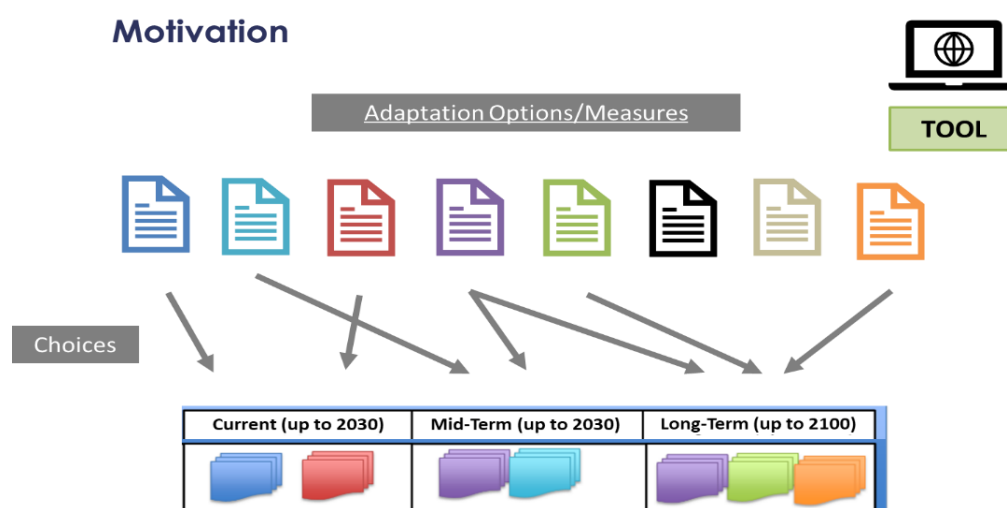 Motivation
Adaptation Options/Measures
TOOL
Choices
Current (up to 2030)
Mid-Term (up to 2030)
Long-Term (up to 2100)